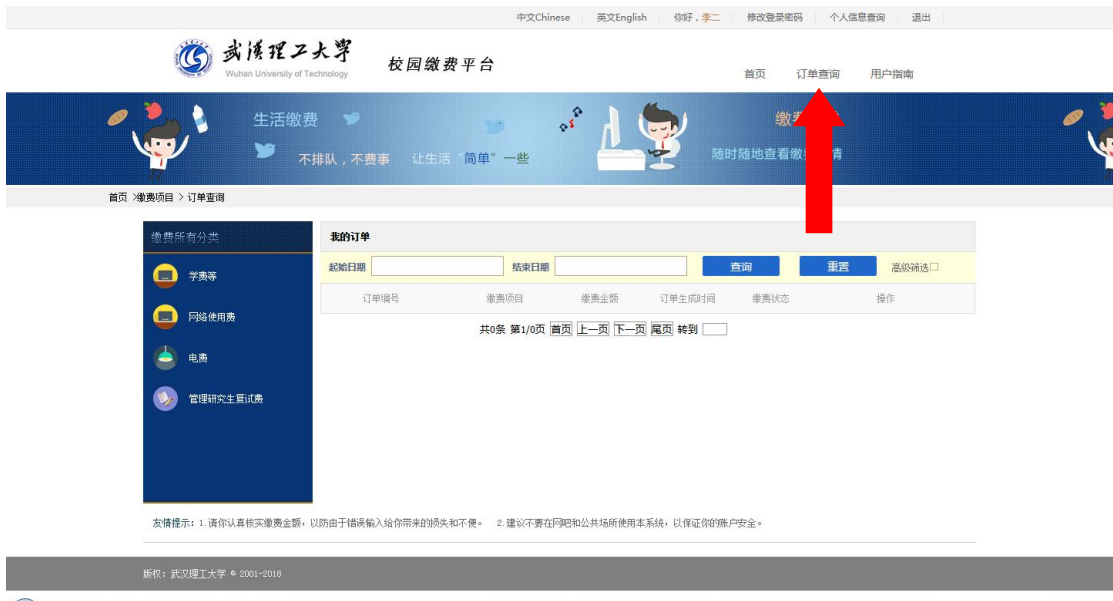 中文Chinese 英文English 你好，李二 修改登录密码 个人信息查询 退出
武汉理工大学
Wuhan University of Technology
校园缴费平台
首页 订单查询 用户指南
生活缴费
不排队，不费事 让生活“简单”一些
随时随地查看缴
首页 >缴费项目 > 订单查询
缴费所有分类
学费等
网络使用费
电费
管理研究生复试费
我的订单
起始日期 结束日期 查询 重置 高级筛选
订单编号 缴费项目 缴费金额 订单生成时间 缴费状态 操作
共0条 第1/0页 首页 上一页 下一页 尾页 转到
友情提示：1.请你认真核实缴费金额，以防由于错误输入给你带来的损失和不便。 2.建议不要在网吧和公共场所使用本系统，以保证你的账户安全。
版权：武汉理工大学 © 2001-2018